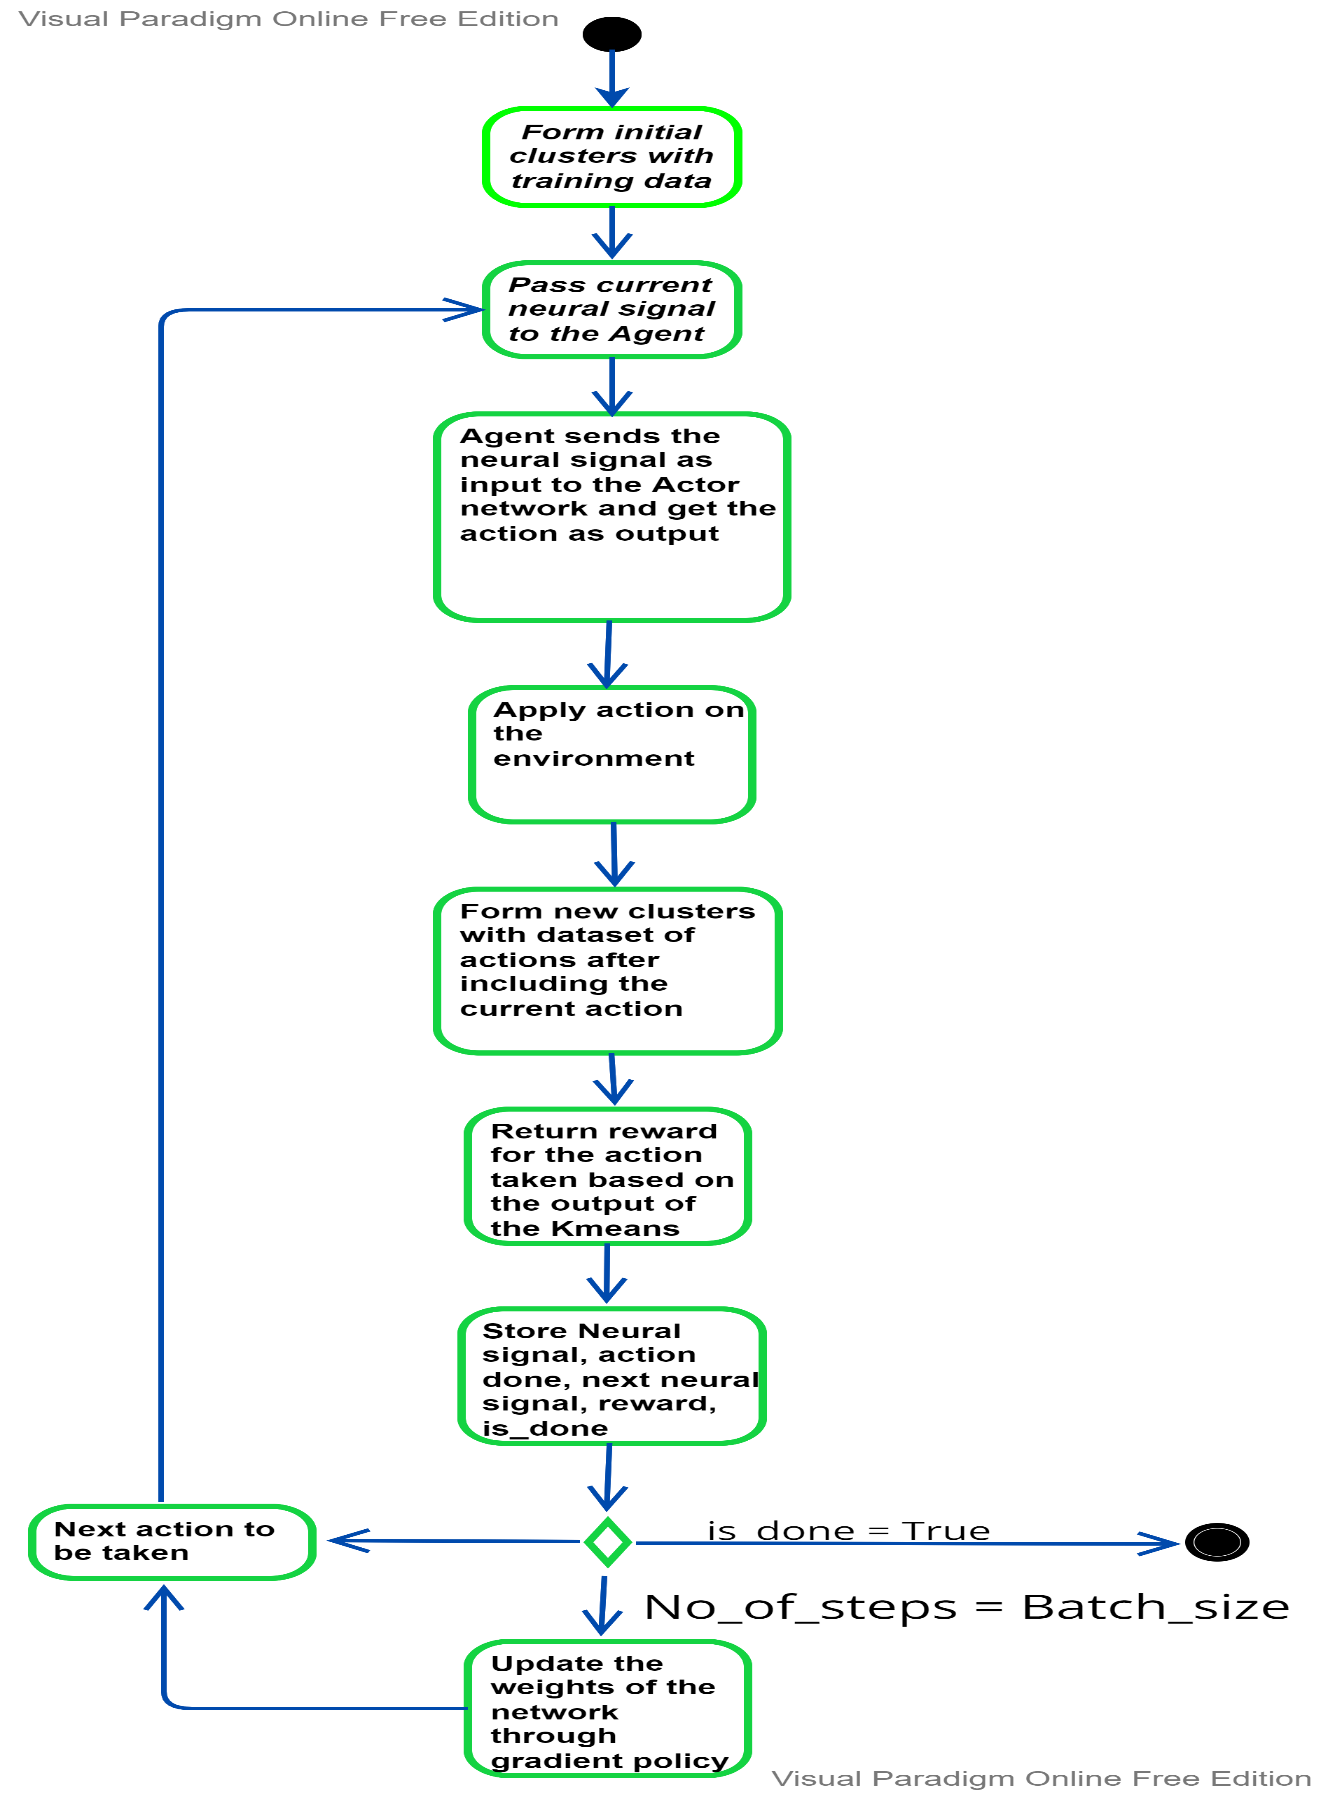 Visual Paradigm Online Free Edition
Form initial
clusters with
training data
Pass current
neural signal
to the Agent
Agent sends the
neural signal as
input to the Actor
network and get the
action as output
Apply action on
the
environment
Form new clusters
with dataset of
actions after
including the
current action
Return reward
for the action
taken based on
the output of
the Kmeans
Store Neural
signal, action
done, next neural
signal, reward,
is_done
Next action to
be taken
is_done = True
No_of_steps = Batch_size
Update the
weights of the
network
through
gradient policy
Visual Paradigm Online Free Edition